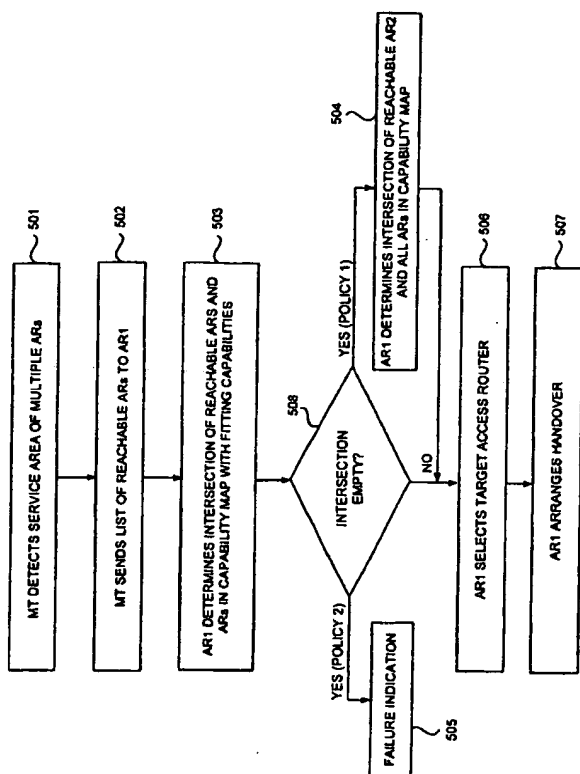 501
MT DETECTS SERVICE AREA OF MULTIPLE ARs
502
MT SENDS LIST OF REACHABLE ARs TO AR1
503
AR1 DETERMINES INTERSECTION OF REACHABLE ARS AND
ARs IN CAPABILITY MAP WITH FITTING CAPABILITIES
508
INTERSECTION
EMPTY?
YES (POLICY 1)
504
AR1 DETERMINES INTERSECTION OF REACHABLE AR2
AND ALL ARs IN CAPABILITY MAP
YES (POLICY 2)
FAILURE INDICATION
505
NO
506
AR1 SELECTS TARGET ACCESS ROUTER
507
AR1 ARRANGES HANDOVER